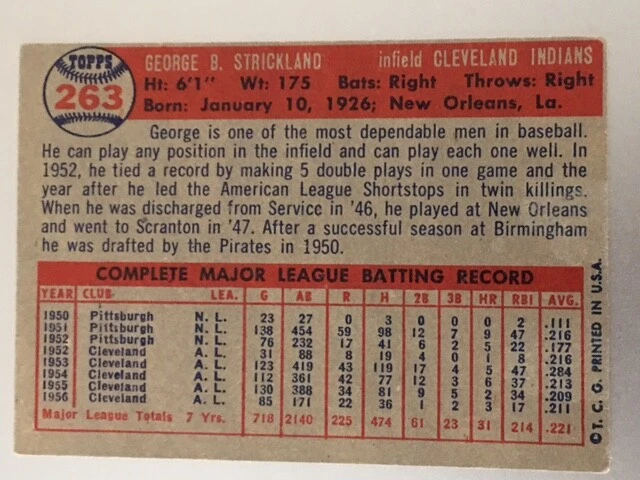 TOPPS
263
GEORGE B. STRICKLAND infield CLEVELAND INDIANS
Ht: 6'1" Wt: 175 Bats: Right Throws: Right
Born: January 10, 1926; New Orleans, La.
George is one of the most dependable men in baseball.
He can play any position in the infield and can play each one well. In
1952, he tied a record by making 5 double plays in one game and the
year after he led the American League Shortstops in twin killings.
When he was discharged from Service in '46, he played at New Orleans
and went to Scranton in '47. After a successful season at Birmingham
he was drafted by the Pirates in 1950.
COMPLETE MAJOR LEAGUE BATTING RECORD
YEAR CLUB LEA. G AB R H 2B 3B HR RBI AVG.
1950 Pittsburgh N. L. 23 27 0 3 0 0 0 2 .111
1951 Pittsburgh N. L. 138 454 59 98 12 7 9 47 .216
1952 Pittsburgh N. L. 76 232 17 41 6 2 5 22 .177
1952 Cleveland A. L. 31 88 8 19 4 0 1 8 .216
1953 Cleveland A. L. 123 419 43 119 17 4 5 47 .284
1954 Cleveland A. L. 112 361 42 77 12 3 6 37 .213
1955 Cleveland A. L. 130 388 34 81 9 5 2 34 .209
1956 Cleveland A. L. 85 171 22 36 1 2 3 17 .211
Major League Totals 7 Yrs. 718 2140 225 474 61 23 31 214 .221
© T. C. G. PRINTED IN U.S.A.